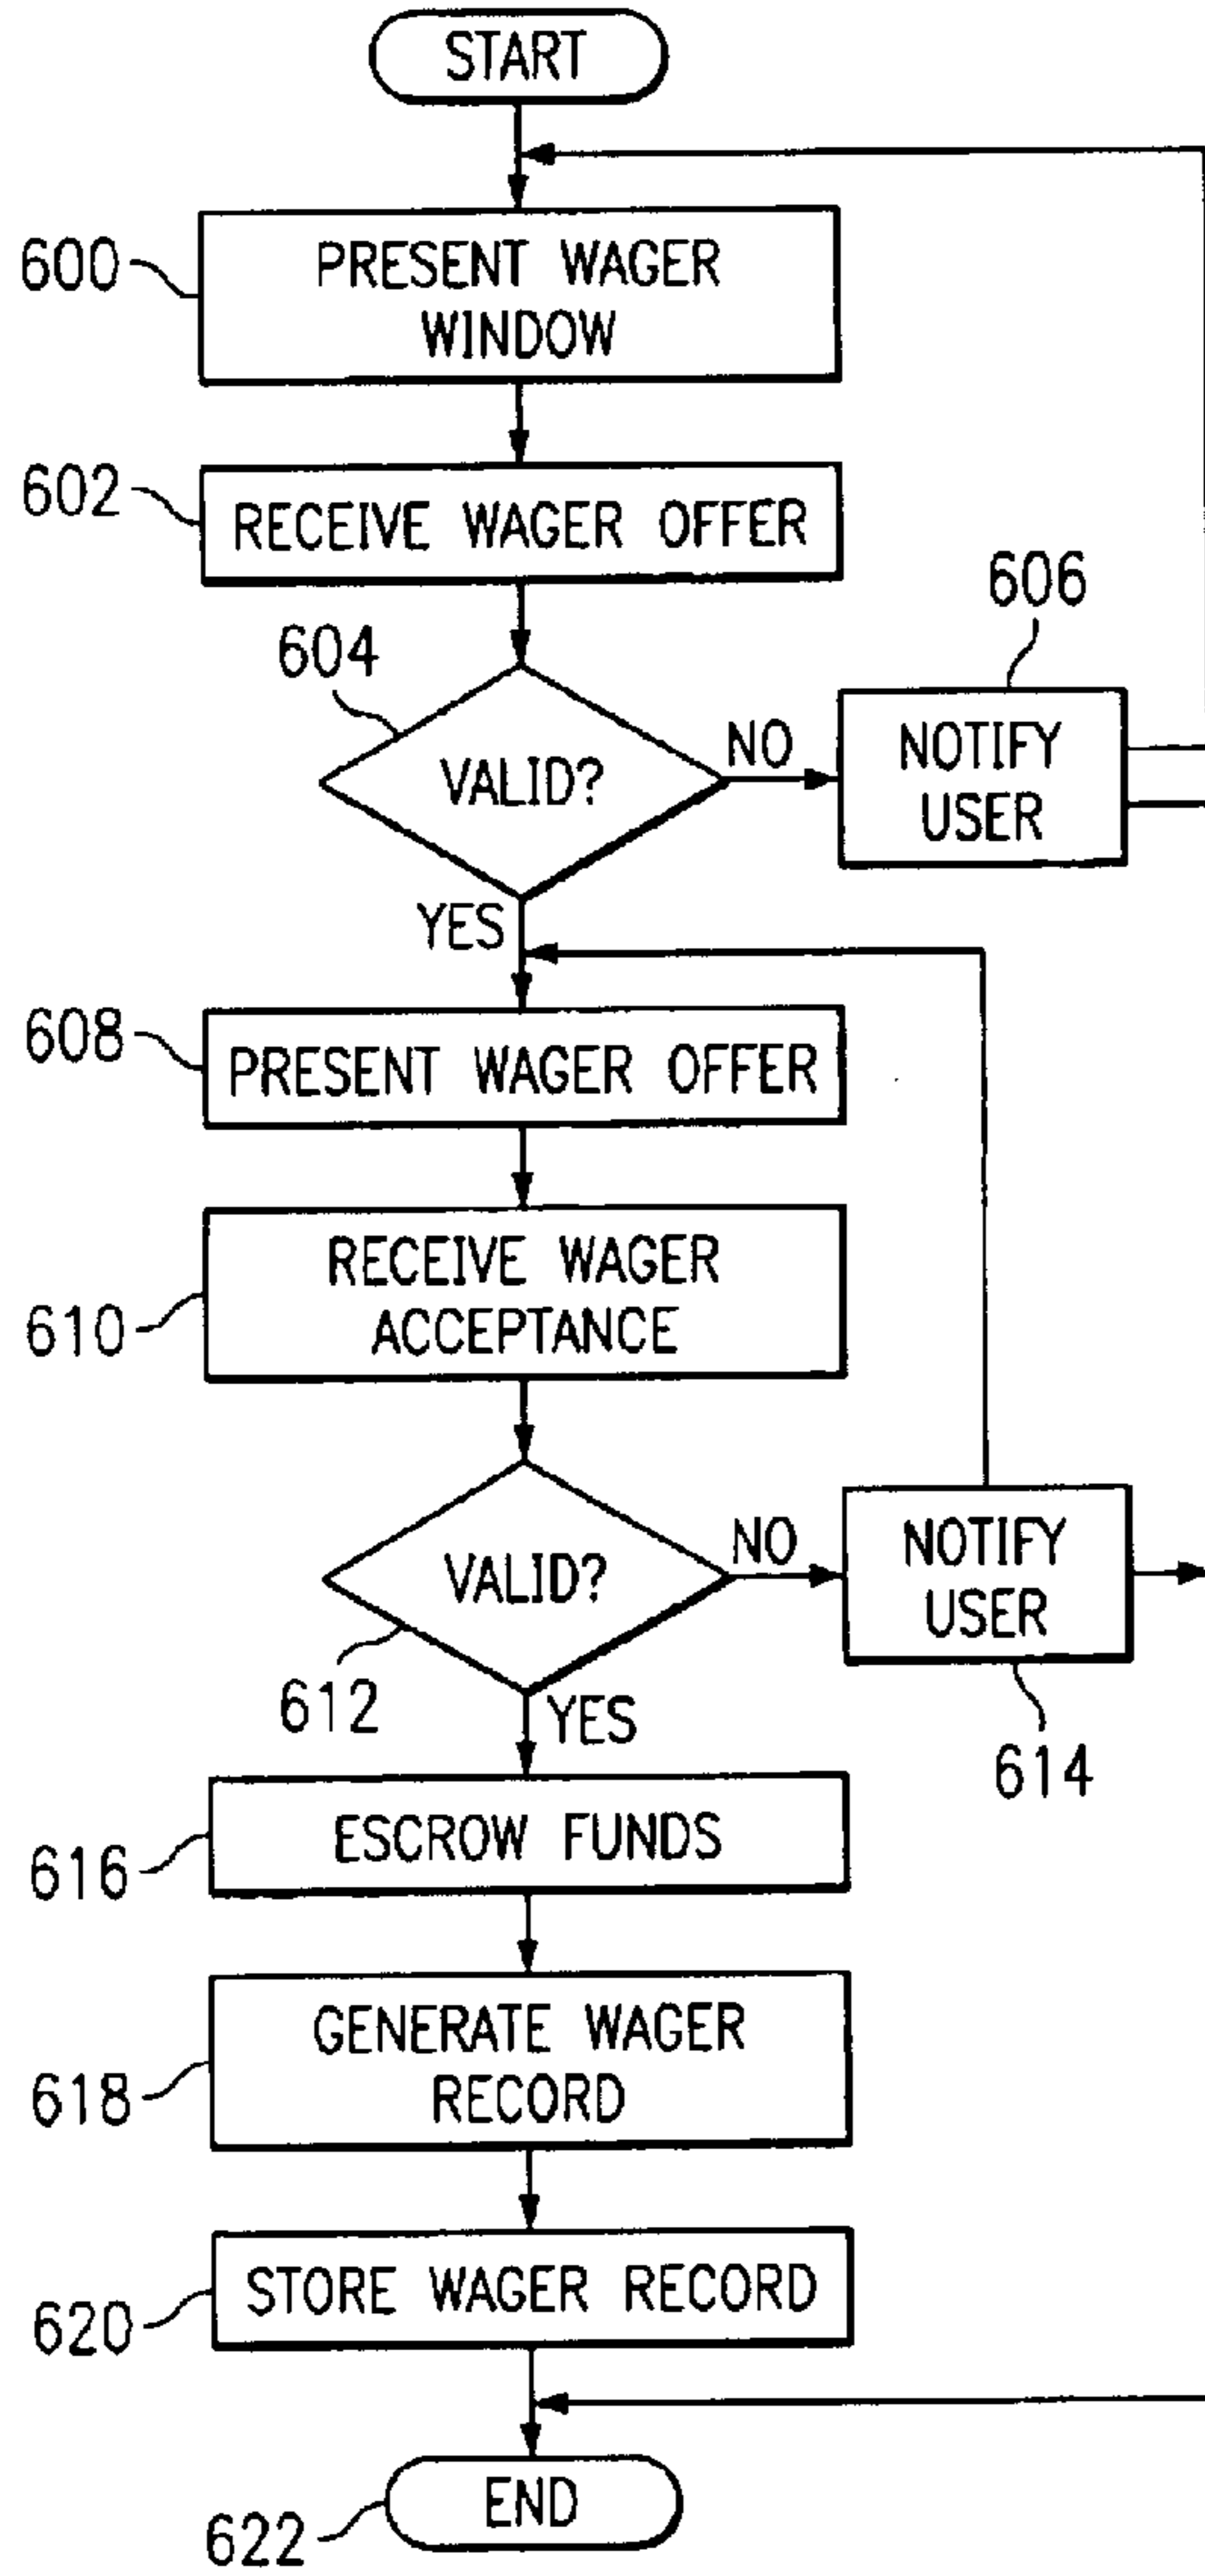 START
600
PRESENT WAGER
WINDOW
602
RECEIVE WAGER OFFER
604
VALID?
NO
606
NOTIFY
USER
YES
608
PRESENT WAGER OFFER
610
RECEIVE WAGER
ACCEPTANCE
612
VALID?
NO
NOTIFY
USER
614
YES
616
ESCROW FUNDS
618
GENERATE WAGER
RECORD
620
STORE WAGER RECORD
622
END